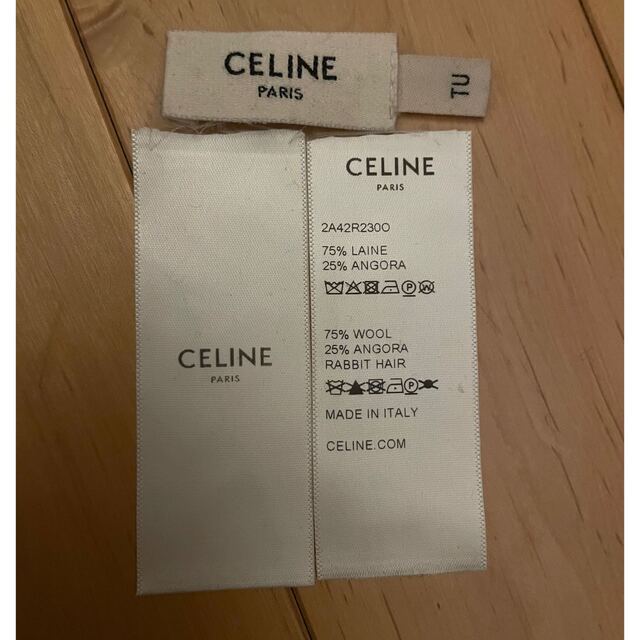 CELINE
PARIS
TU
CELINE
PARIS
CELINE
PARIS
2A42R230O
75% LAINE
25% ANGORA
75% WOOL
25% ANGORA
RABBIT HAIR
MADE IN ITALY
CELINE.COM